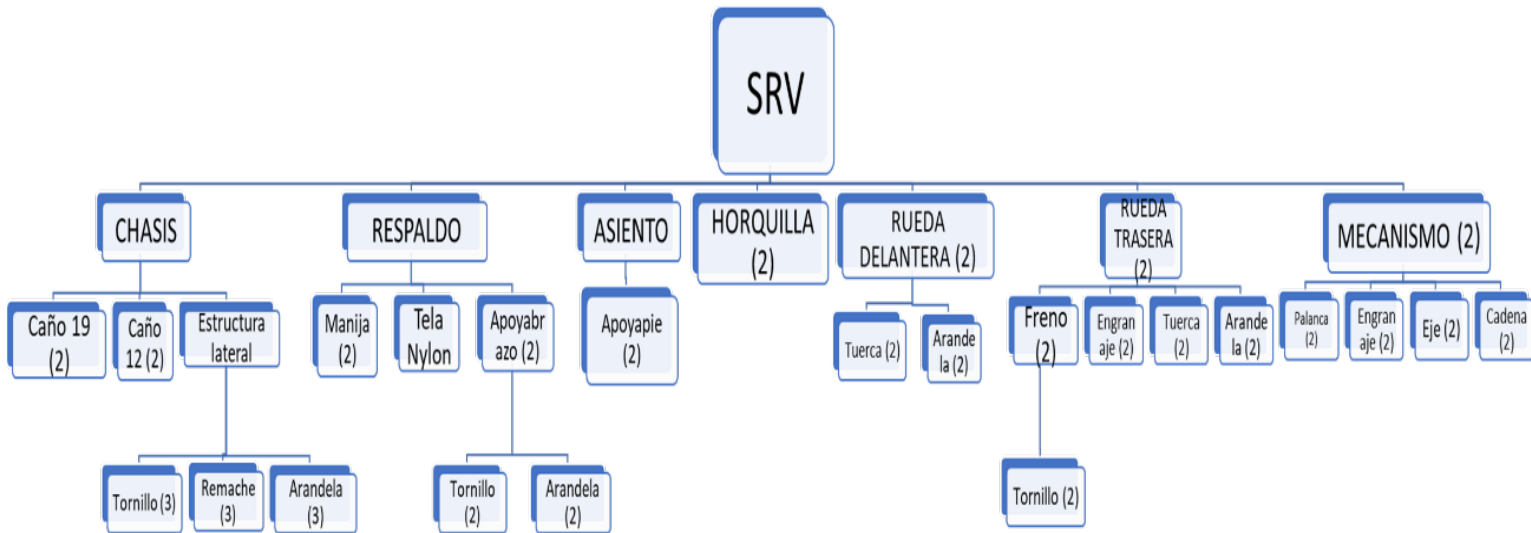 SRV
CHASIS
RESPALDO
ASIENTO
HORQUILLA
(2)
RUEDA
DELANTERA (2)
RUEDA
TRASERA
(2)
MECANISMO (2)
Caño 19
(2)
Caño
12 (2)
Estructura
lateral
Manija
(2)
Tela
Nylon
Apoyabr
azo (2)
Apoyapie
(2)
Tuerca (2)
Arande
la (2)
Freno
(2)
Engran
aje (2)
Tuerca
(2)
Arande
la (2)
Palanca
(2)
Engran
aje (2)
Eje (2)
Cadena
(2)
Tornillo (3)
Remache
(3)
Arandela
(3)
Tornillo
(2)
Arandela
(2)
Tornillo (2)